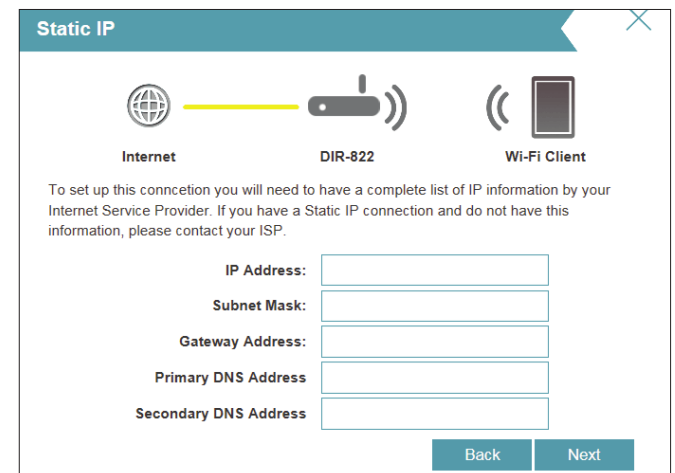 Static IP
Internet DIR-822 Wi-Fi Client
To set up this conncetion you will need to have a complete list of IP information by your
Internet Service Provider. If you have a Static IP connection and do not have this
information, please contact your ISP.
IP Address:
Subnet Mask:
Gateway Address:
Primary DNS Address
Secondary DNS Address
Back Next